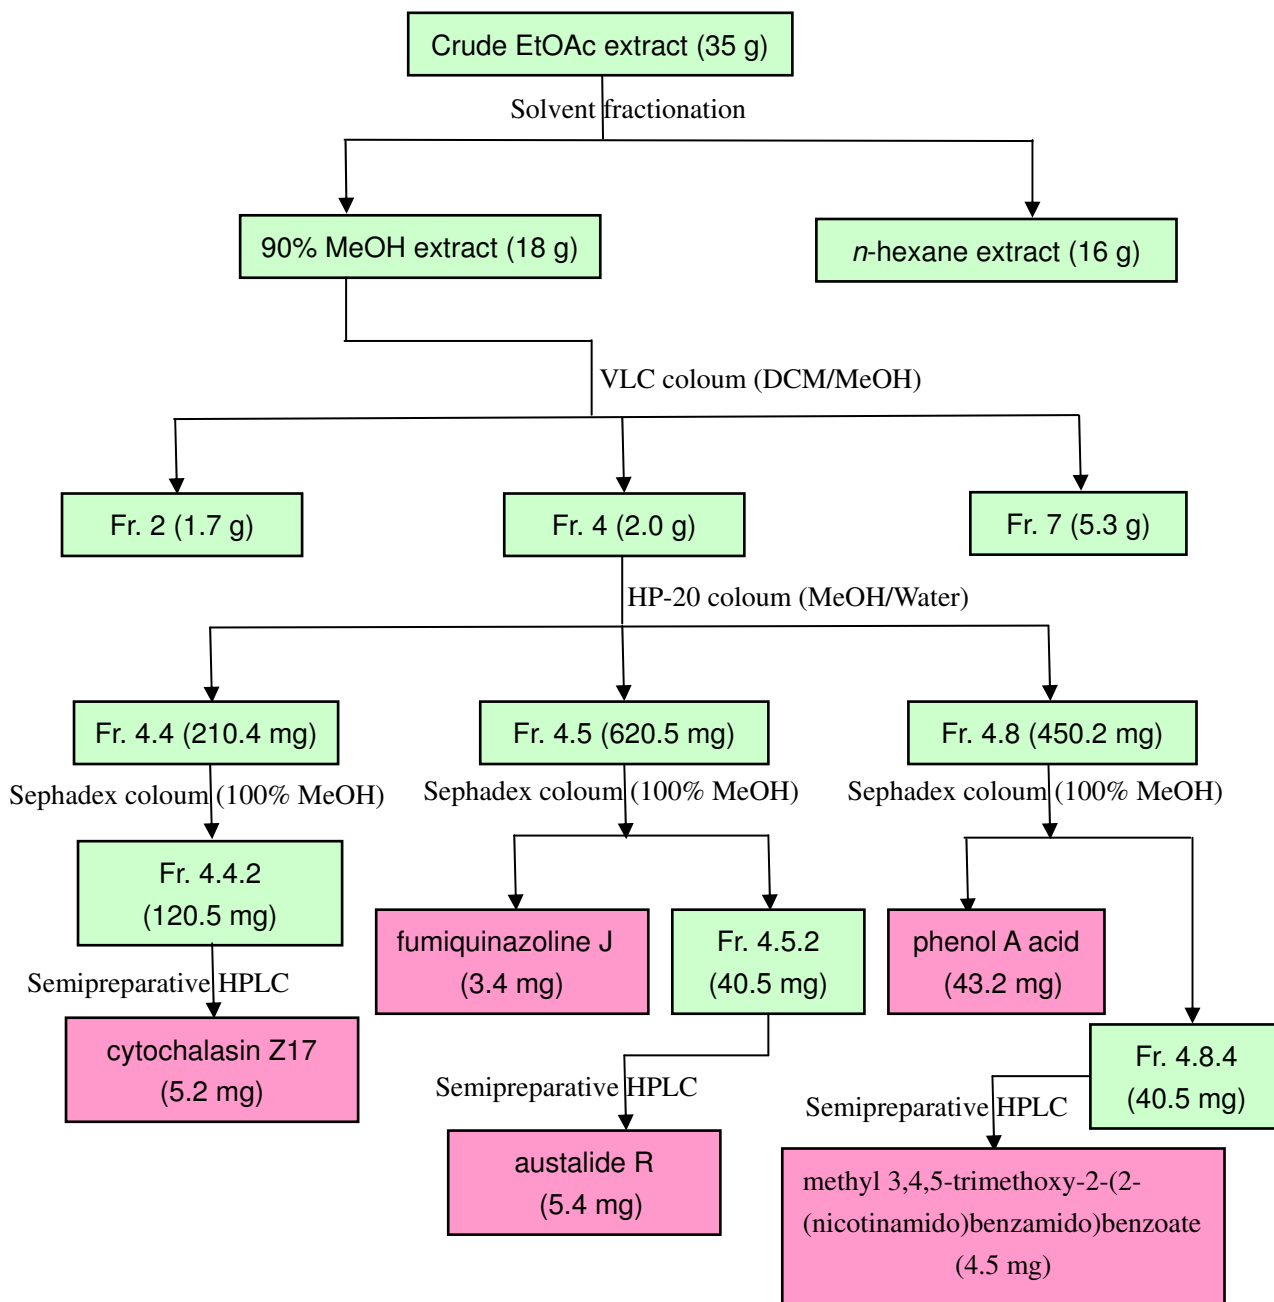 Crude EtOAc extract (35 g)
Solvent fractionation
90% MeOH extract (18 g)
n-hexane extract (16 g)
VLC coloum (DCM/MeOH)
Fr. 2 (1.7 g)
Fr. 4 (2.0 g)
Fr. 7 (5.3 g)
HP-20 coloum (MeOH/Water)
Fr. 4.4 (210.4 mg)
Fr. 4.5 (620.5 mg)
Fr. 4.8 (450.2 mg)
Sephadex coloum (100% MeOH)
Sephadex coloum (100% MeOH)
Sephadex coloum (100% MeOH)
Fr. 4.4.2
(120.5 mg)
fumiquinazoline J
(3.4 mg)
Fr. 4.5.2
(40.5 mg)
phenol A acid
(43.2 mg)
Semipreparative HPLC
cytochalasin Z17
(5.2 mg)
Fr. 4.8.4
(40.5 mg)
Semipreparative HPLC
Semipreparative HPLC
austalide R
(5.4 mg)
methyl 3,4,5-trimethoxy-2-(2-
(nicotinamido)benzamido)benzoate
(4.5 mg)